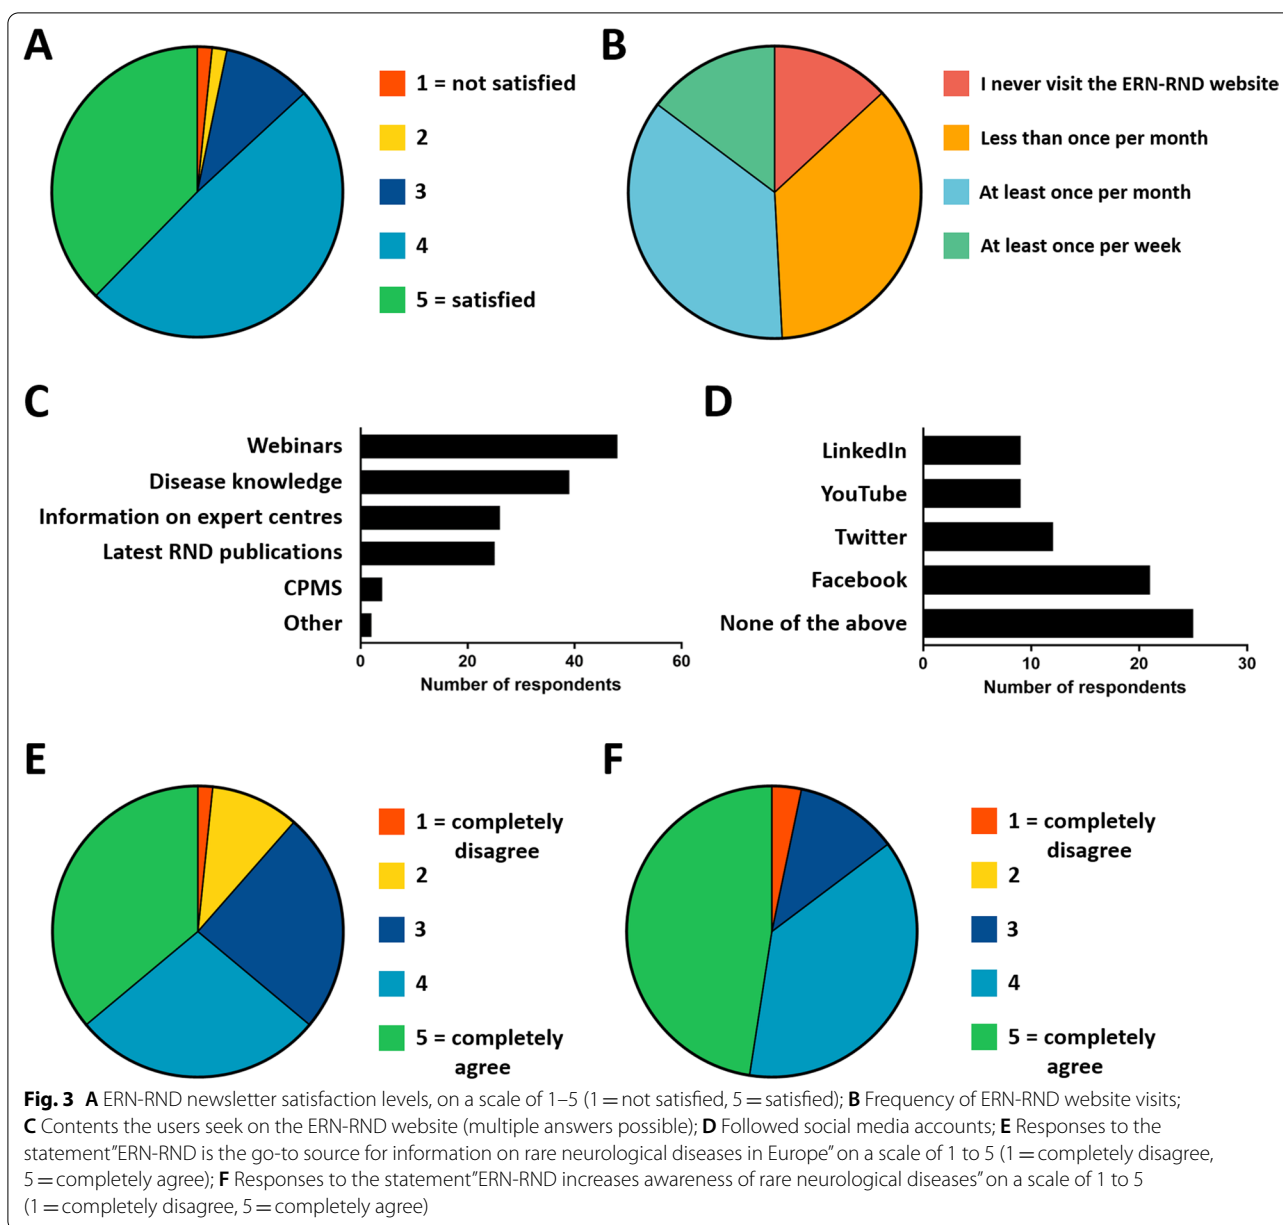 A
1 = not satisfied
2
3
4
5 = satisfied
B
I never visit the ERN-RND website
Less than once per month
At least once per month
At least once per week
C
Webinars
Disease knowledge
Information on expert centres
Latest RND publications
CPMS
Other
0 20 40 60
Number of respondents
D
LinkedIn
YouTube
Twitter
Facebook
None of the above
0 10 20 30
Number of respondents
E
1 = completely
disagree
2
3
4
5 = completely
agree
F
1 = completely
disagree
2
3
4
5 = completely
agree
Fig. 3 A ERN-RND newsletter satisfaction levels, on a scale of 1–5 (1 = not satisfied, 5 = satisfied); B Frequency of ERN-RND website visits;
C Contents the users seek on the ERN-RND website (multiple answers possible); D Followed social media accounts; E Responses to the
statement"ERN-RND is the go-to source for information on rare neurological diseases in Europe" on a scale of 1 to 5 (1 = completely disagree,
5 = completely agree); F Responses to the statement"ERN-RND increases awareness of rare neurological diseases" on a scale of 1 to 5
(1 = completely disagree, 5 = completely agree)